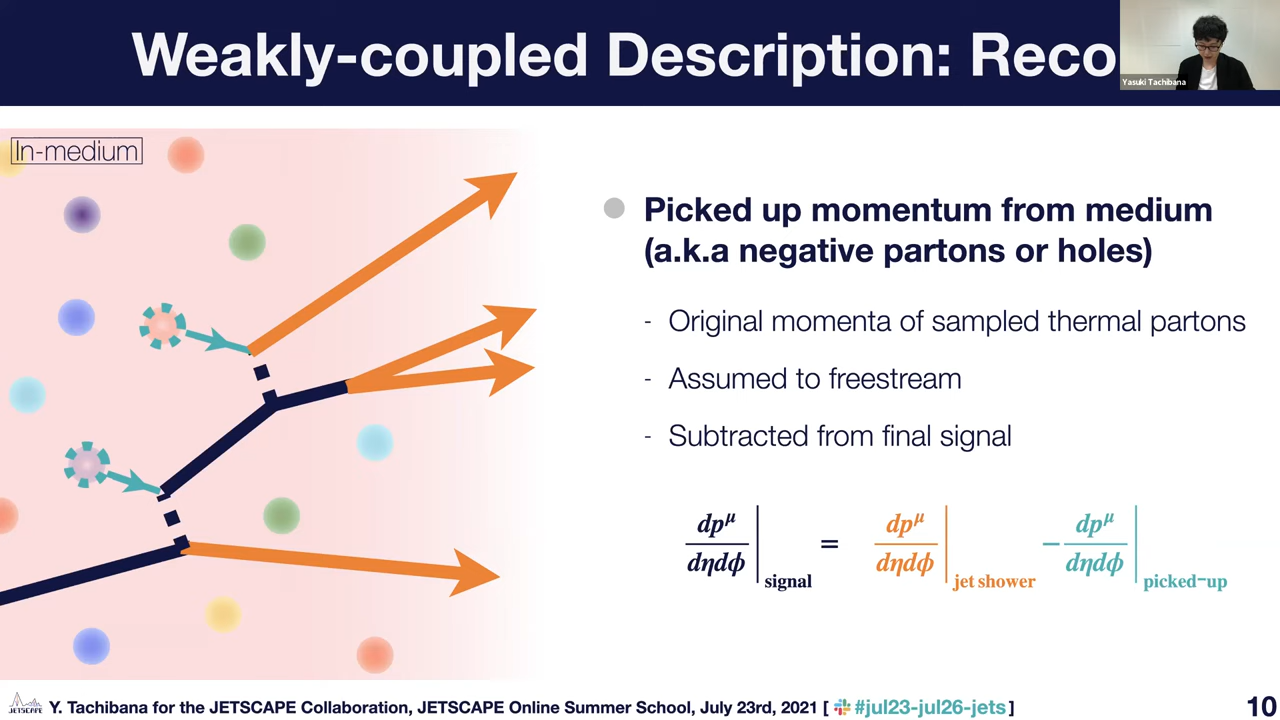 Weakly-coupled Description: Reco
Yasuki Tachibana
In-medium
Picked up momentum from medium
(a.k.a negative partons or holes)
- Original momenta of sampled thermal partons
- Assumed to freestream
- Subtracted from final signal
dp^μ/dηdϕ|signal = dp^μ/dηdϕ|jet shower − dp^μ/dηdϕ|picked-up
JETSCAPE
Y. Tachibana for the JETSCAPE Collaboration, JETSCAPE Online Summer School, July 23rd, 2021 [ #jul23-jul26-jets ]
10